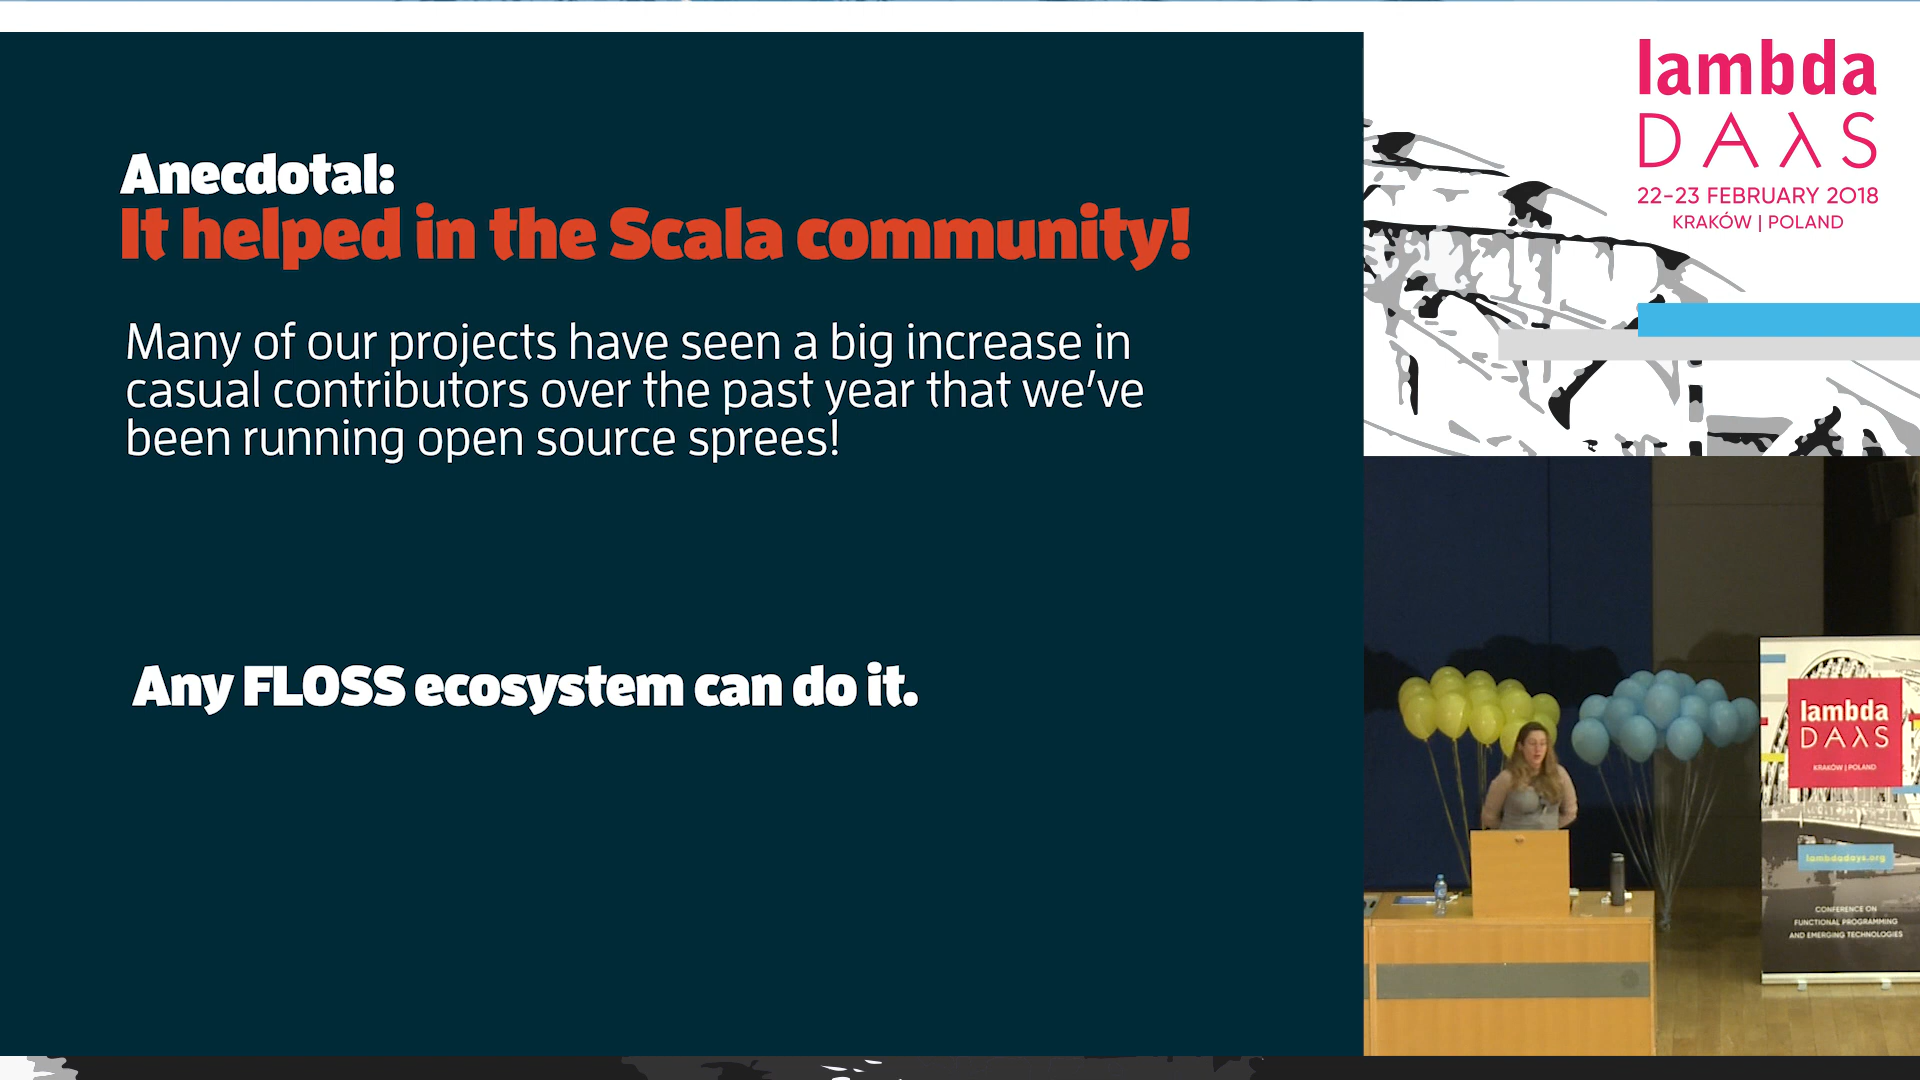 Anecdotal:
It helped in the Scala community!
Many of our projects have seen a big increase in
casual contributors over the past year that we've
been running open source sprees!
Any FLOSS ecosystem can do it.
lambda
DAλS
22-23 FEBRUARY 2018
KRAKÓW | POLAND
lambda
DAλS
KRAKÓW | POLAND
lambdadays.org
CONFERENCE ON
FUNCTIONAL PROGRAMMING
AND EMERGING TECHNOLOGIES